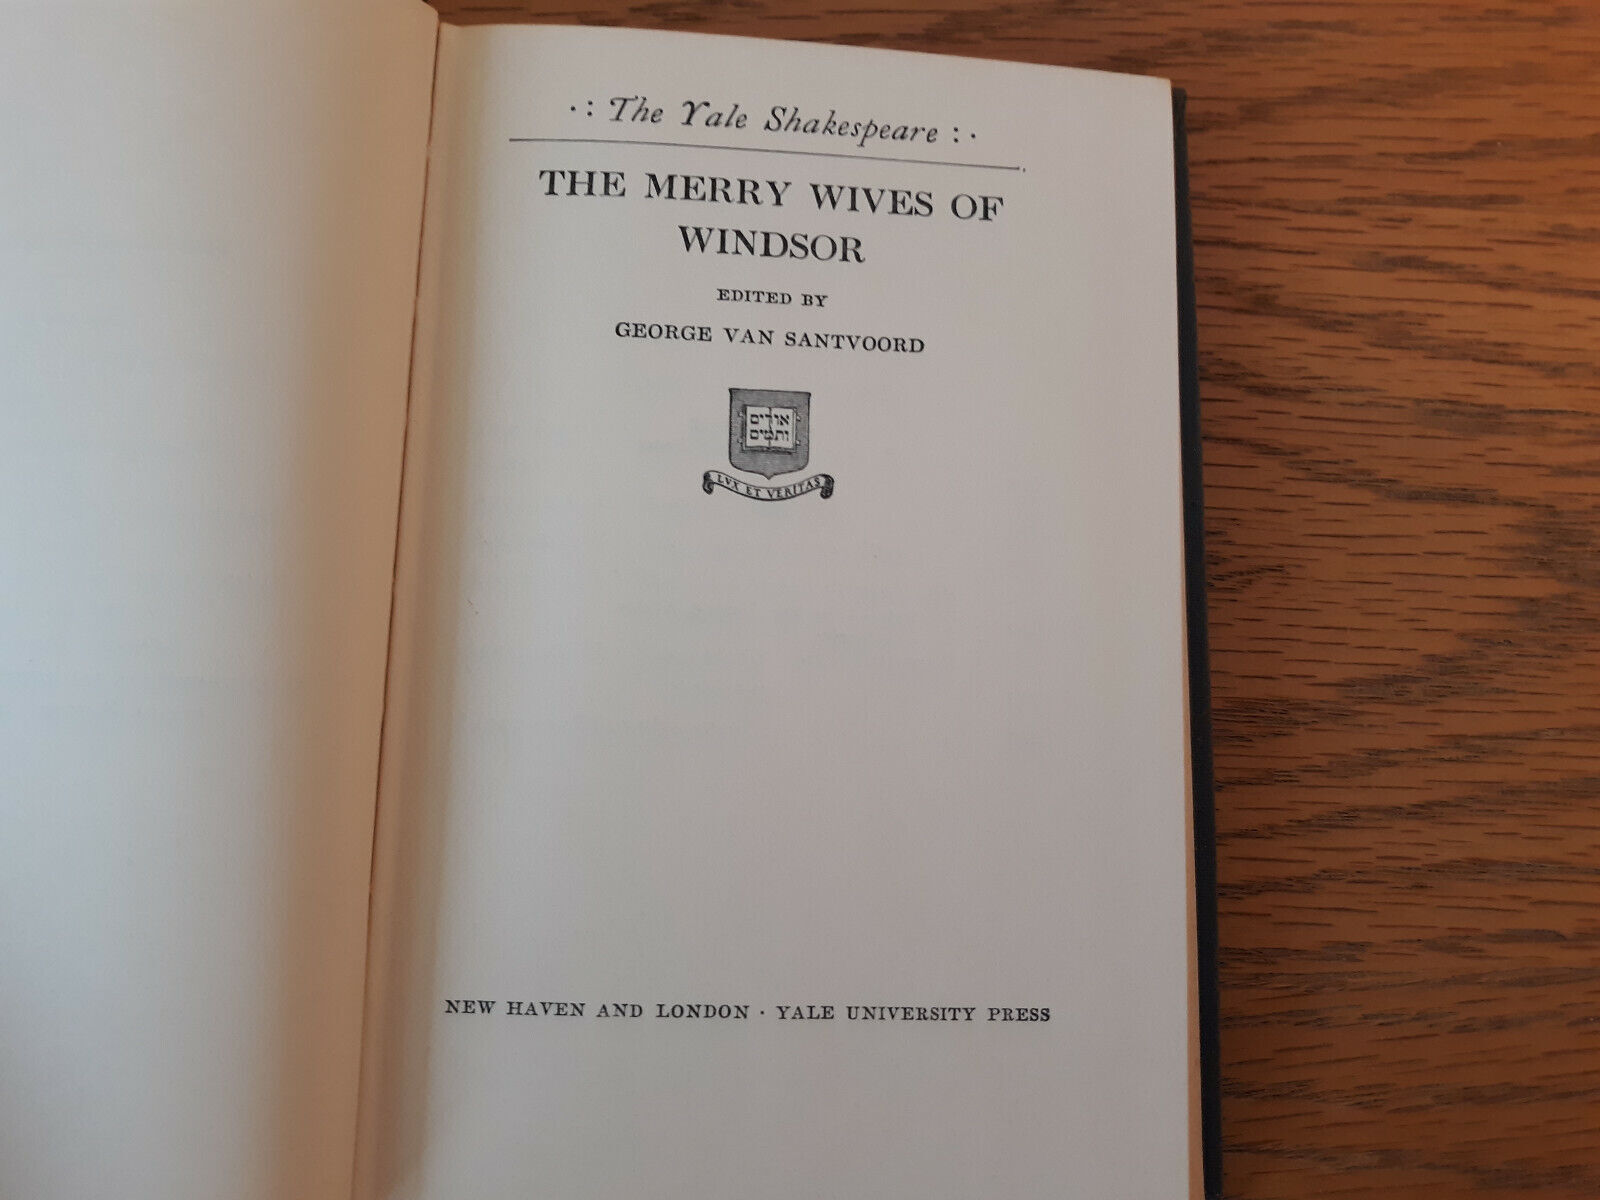 ·: The Yale Shakespeare :·
THE MERRY WIVES OF
WINDSOR
EDITED BY
GEORGE VAN SANTVOORD
אורים
ותמים
LVX ET VERITAS
NEW HAVEN AND LONDON · YALE UNIVERSITY PRESS